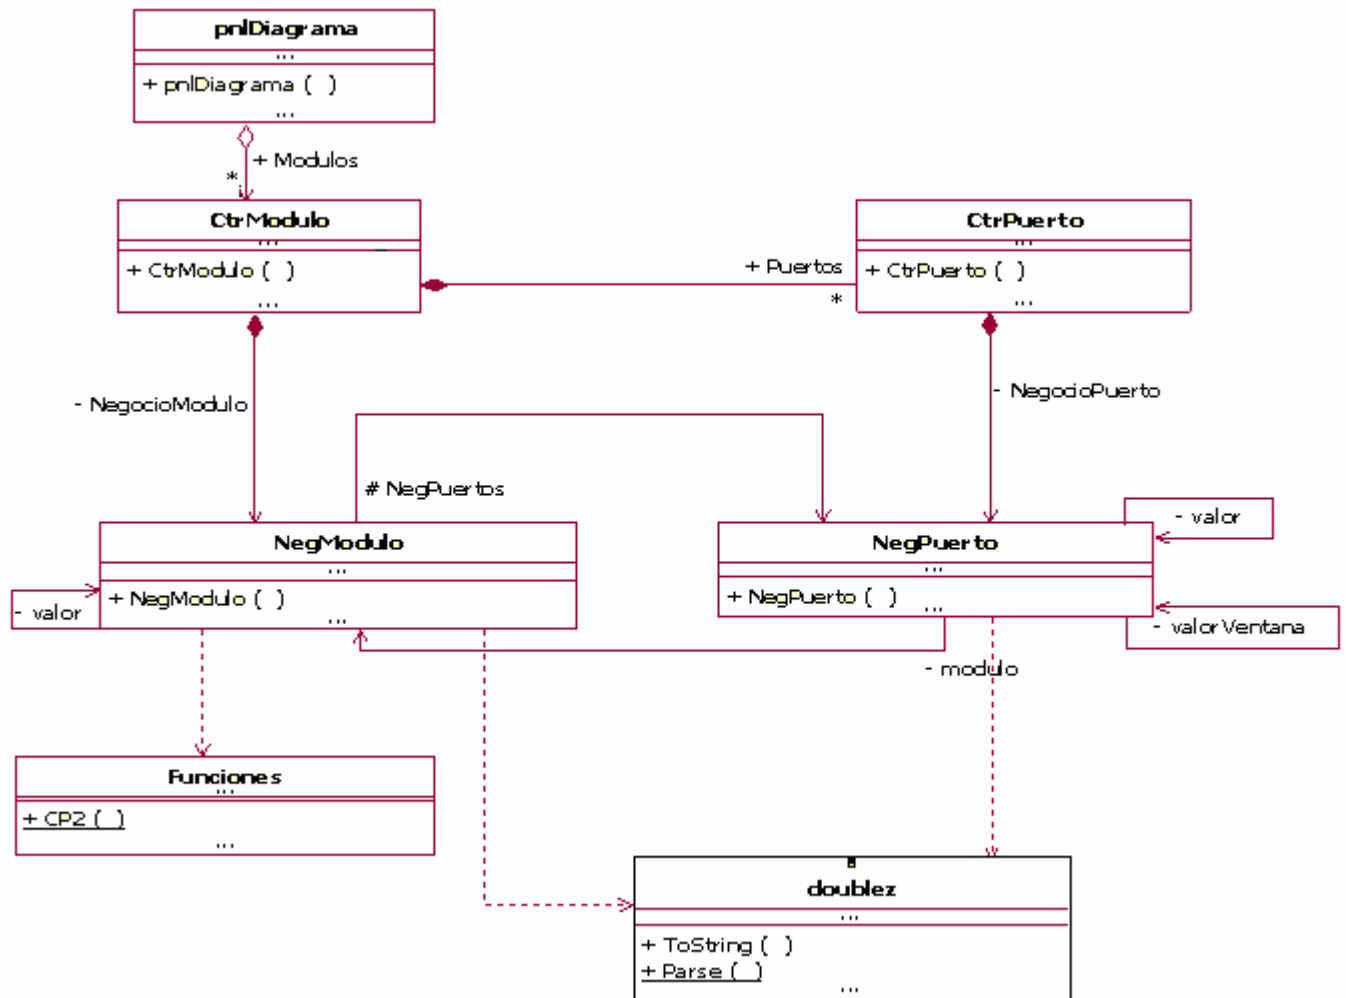 pnlDiagrama
...
+ pnlDiagrama ( )
...
+ Modulos
*
CtrModulo
...
+ CtrModulo ( )
...
CtrPuerto
...
+ CtrPuerto ( )
...
+ Puertos
*
- NegocioModulo
- NegocioPuerto
# NegPuertos
NegModulo
...
+ NegModulo ( )
...
- valor
NegPuerto
...
+ NegPuerto ( )
...
- valor
- valorVentana
- modulo
Funciones
...
+ CP2 ( )
...
doublez
...
+ ToString ( )
+ Parse ( )
...